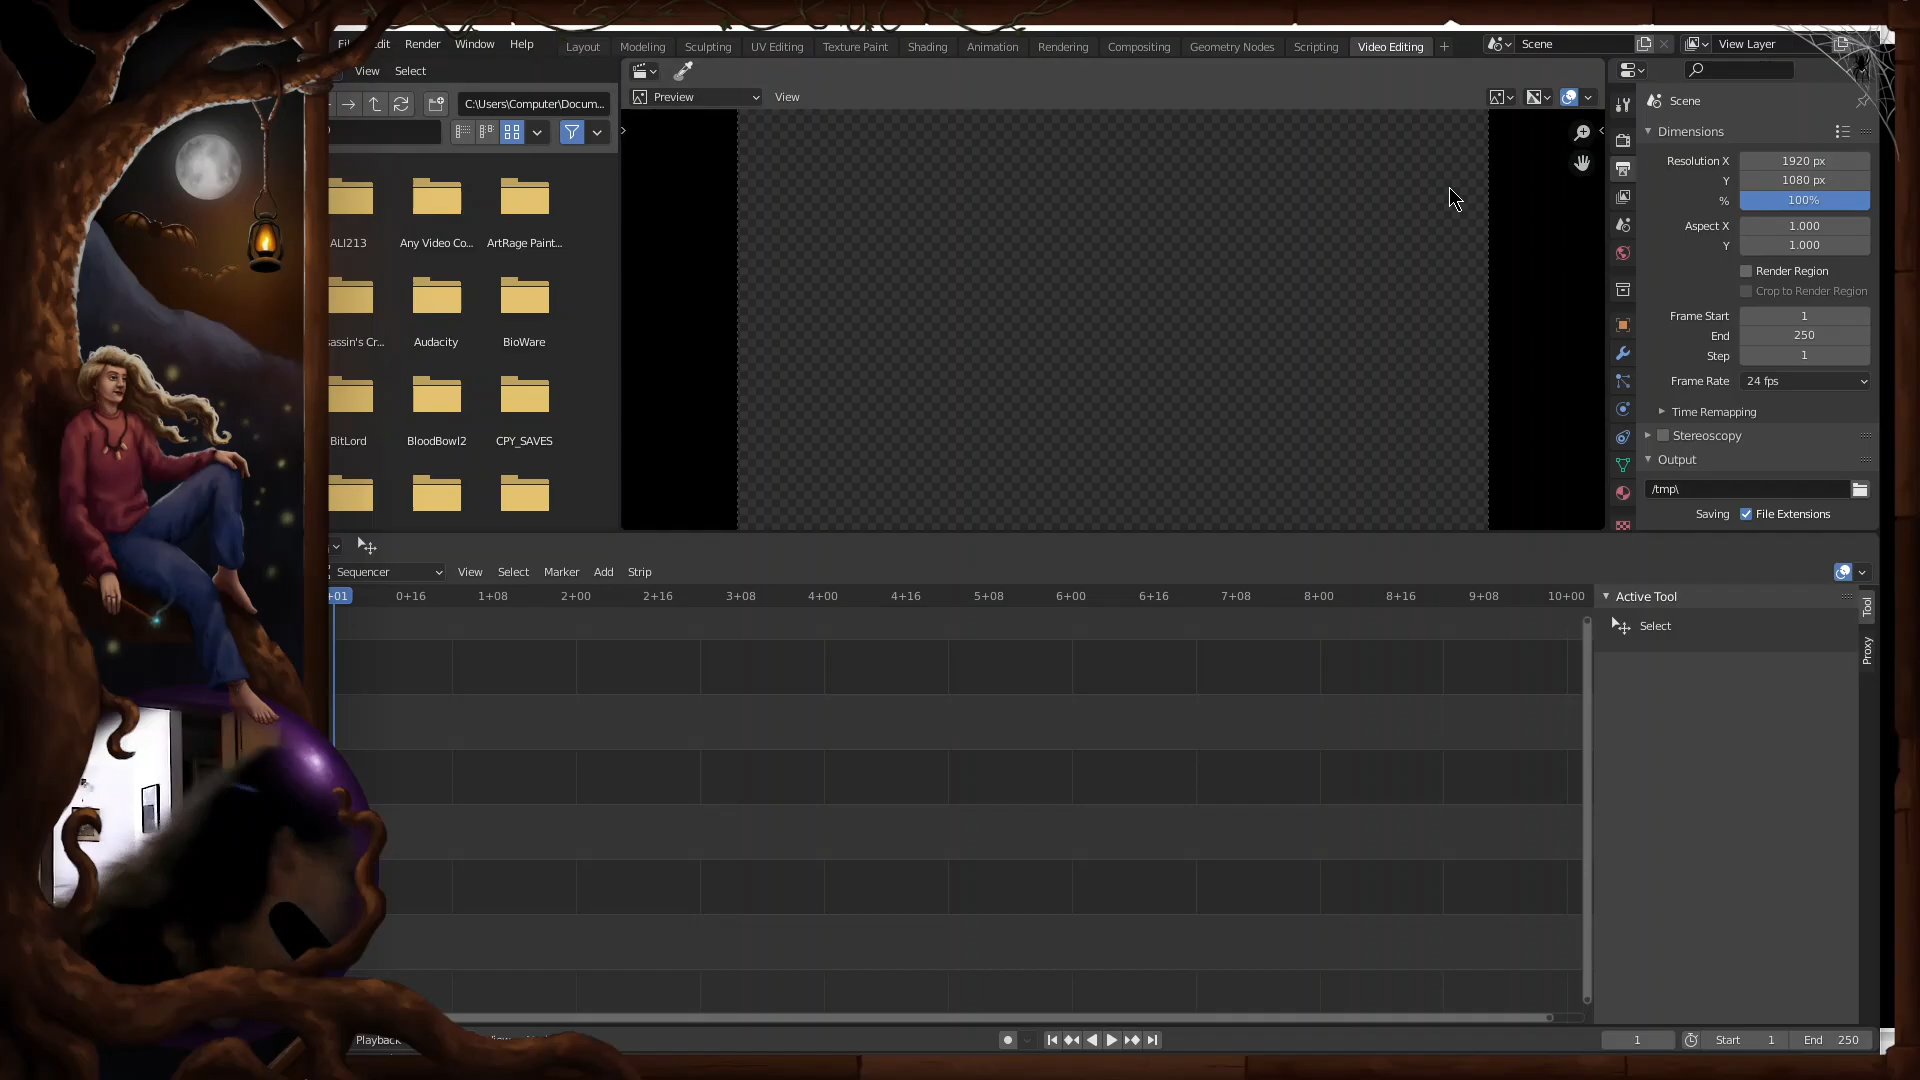 Edit Render Window Help Layout Modeling Sculpting UV Editing Texture Paint Shading Animation Rendering Compositing Geometry Nodes Scripting Video Editing + Scene View Layer
View Select
C:\Users\Computer\Docum...
Preview View
Scene
Dimensions
Resolution X 1920 px
Y 1080 px
% 100%
Aspect X 1.000
Y 1.000
Render Region
Crop to Render Region
Frame Start 1
End 250
Step 1
Frame Rate 24 fps
Time Remapping
Stereoscopy
Output
/tmp\
Saving File Extensions
ALI213 Any Video Co... ArtRage Paint...
sassin's Cr... Audacity BioWare
BitLord BloodBowl2 CPY_SAVES
Sequencer View Select Marker Add Strip
+01 0+16 1+08 2+00 2+16 3+08 4+00 4+16 5+08 6+00 6+16 7+08 8+00 8+16 9+08 10+00
Active Tool
Select
Tool
Proxy
Playback
1 Start 1 End 250